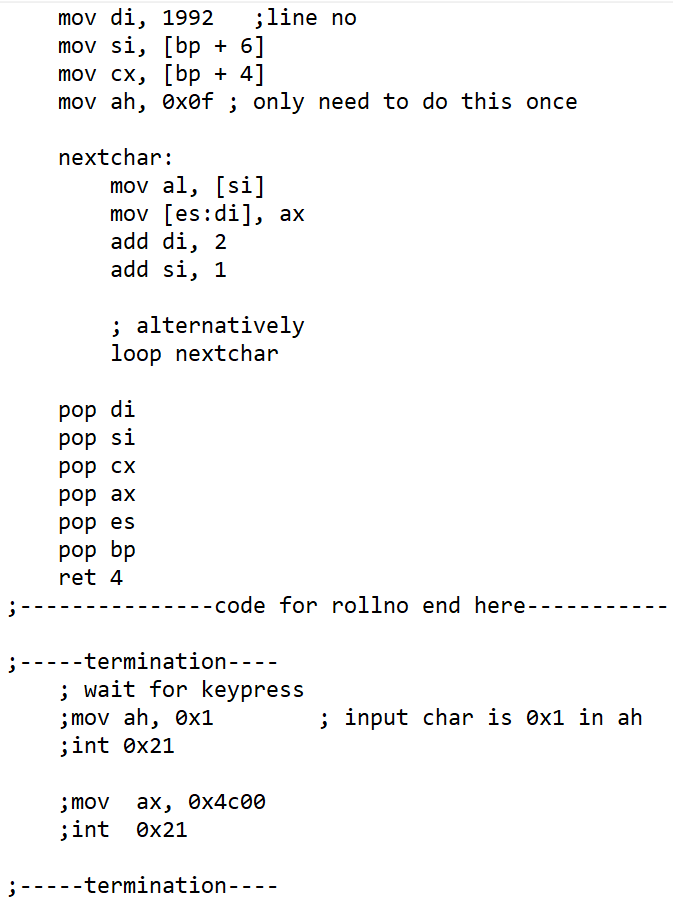 mov di, 1992   ;line no
mov si, [bp + 6]
mov cx, [bp + 4]
mov ah, 0x0f ; only need to do this once
nextchar:
mov al, [si]
mov [es:di], ax
add di, 2
add si, 1
; alternatively
loop nextchar
pop di
pop si
pop cx
pop ax
pop es
pop bp
ret 4
;---------------code for rollno end here-----------
;-----termination----
; wait for keypress
;mov ah, 0x1        ; input char is 0x1 in ah
;int 0x21
;mov  ax, 0x4c00
;int  0x21
;-----termination----